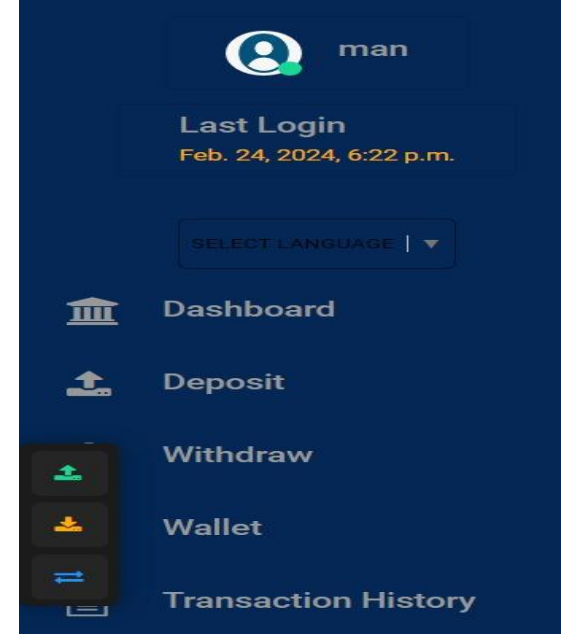 man
Last Login
Feb. 24, 2024, 6:22 p.m.
SELECT LANGUAGE
Dashboard
Deposit
Withdraw
Wallet
Transaction History